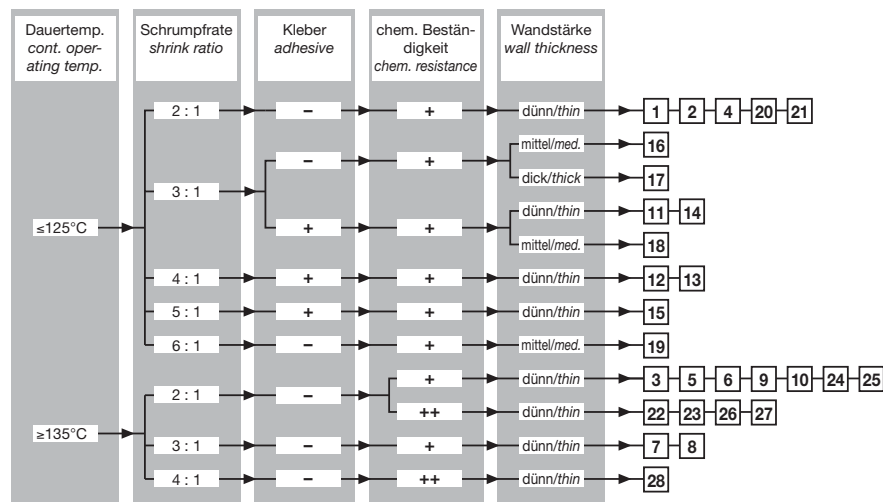 Dauertemp.
cont. oper-
ating temp.
Schrumpfrate
shrink ratio
Kleber
adhesive
chem. Bestän-
digkeit
chem. resistance
Wandstärke
wall thickness
≤125°C
2 : 1 – + dünn/thin 1 2 4 20 21
3 : 1
– + mittel/med. 16
dick/thick 17
+ + dünn/thin 11 14
mittel/med. 18
4 : 1 + + dünn/thin 12 13
5 : 1 + + dünn/thin 15
6 : 1 – + mittel/med. 19
≥135°C
2 : 1 –
+ dünn/thin 3 5 6 9 10 24 25
++ dünn/thin 22 23 26 27
3 : 1 – + dünn/thin 7 8
4 : 1 – ++ dünn/thin 28